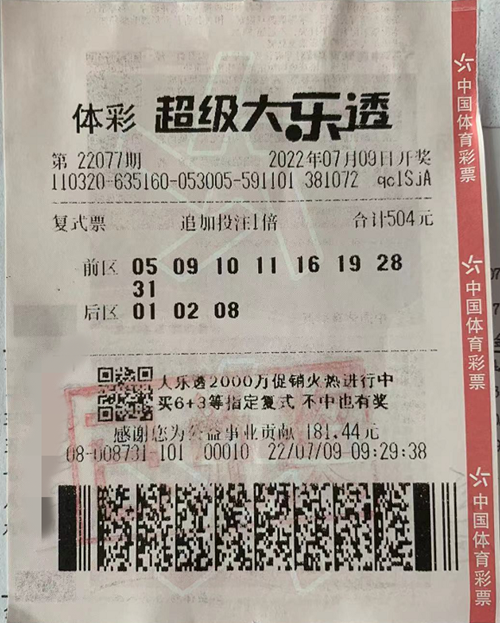 体彩 超级大乐透
第 22077期 2022年07月09日开奖
110320-635160-053005-591101 381072 qc1SJA
复式票 追加投注1倍 合计504元
前区 05 09 10 11 16 19 28
31
后区 01 02 08
大乐透2000万促销火热进行中
买6+3等指定复式 不中也有奖
感谢您为公益事业贡献 181.44元
08-008731-101 00010 22/07/09 09:29:38
中国体育彩票
中国体育彩票
中国体育彩票